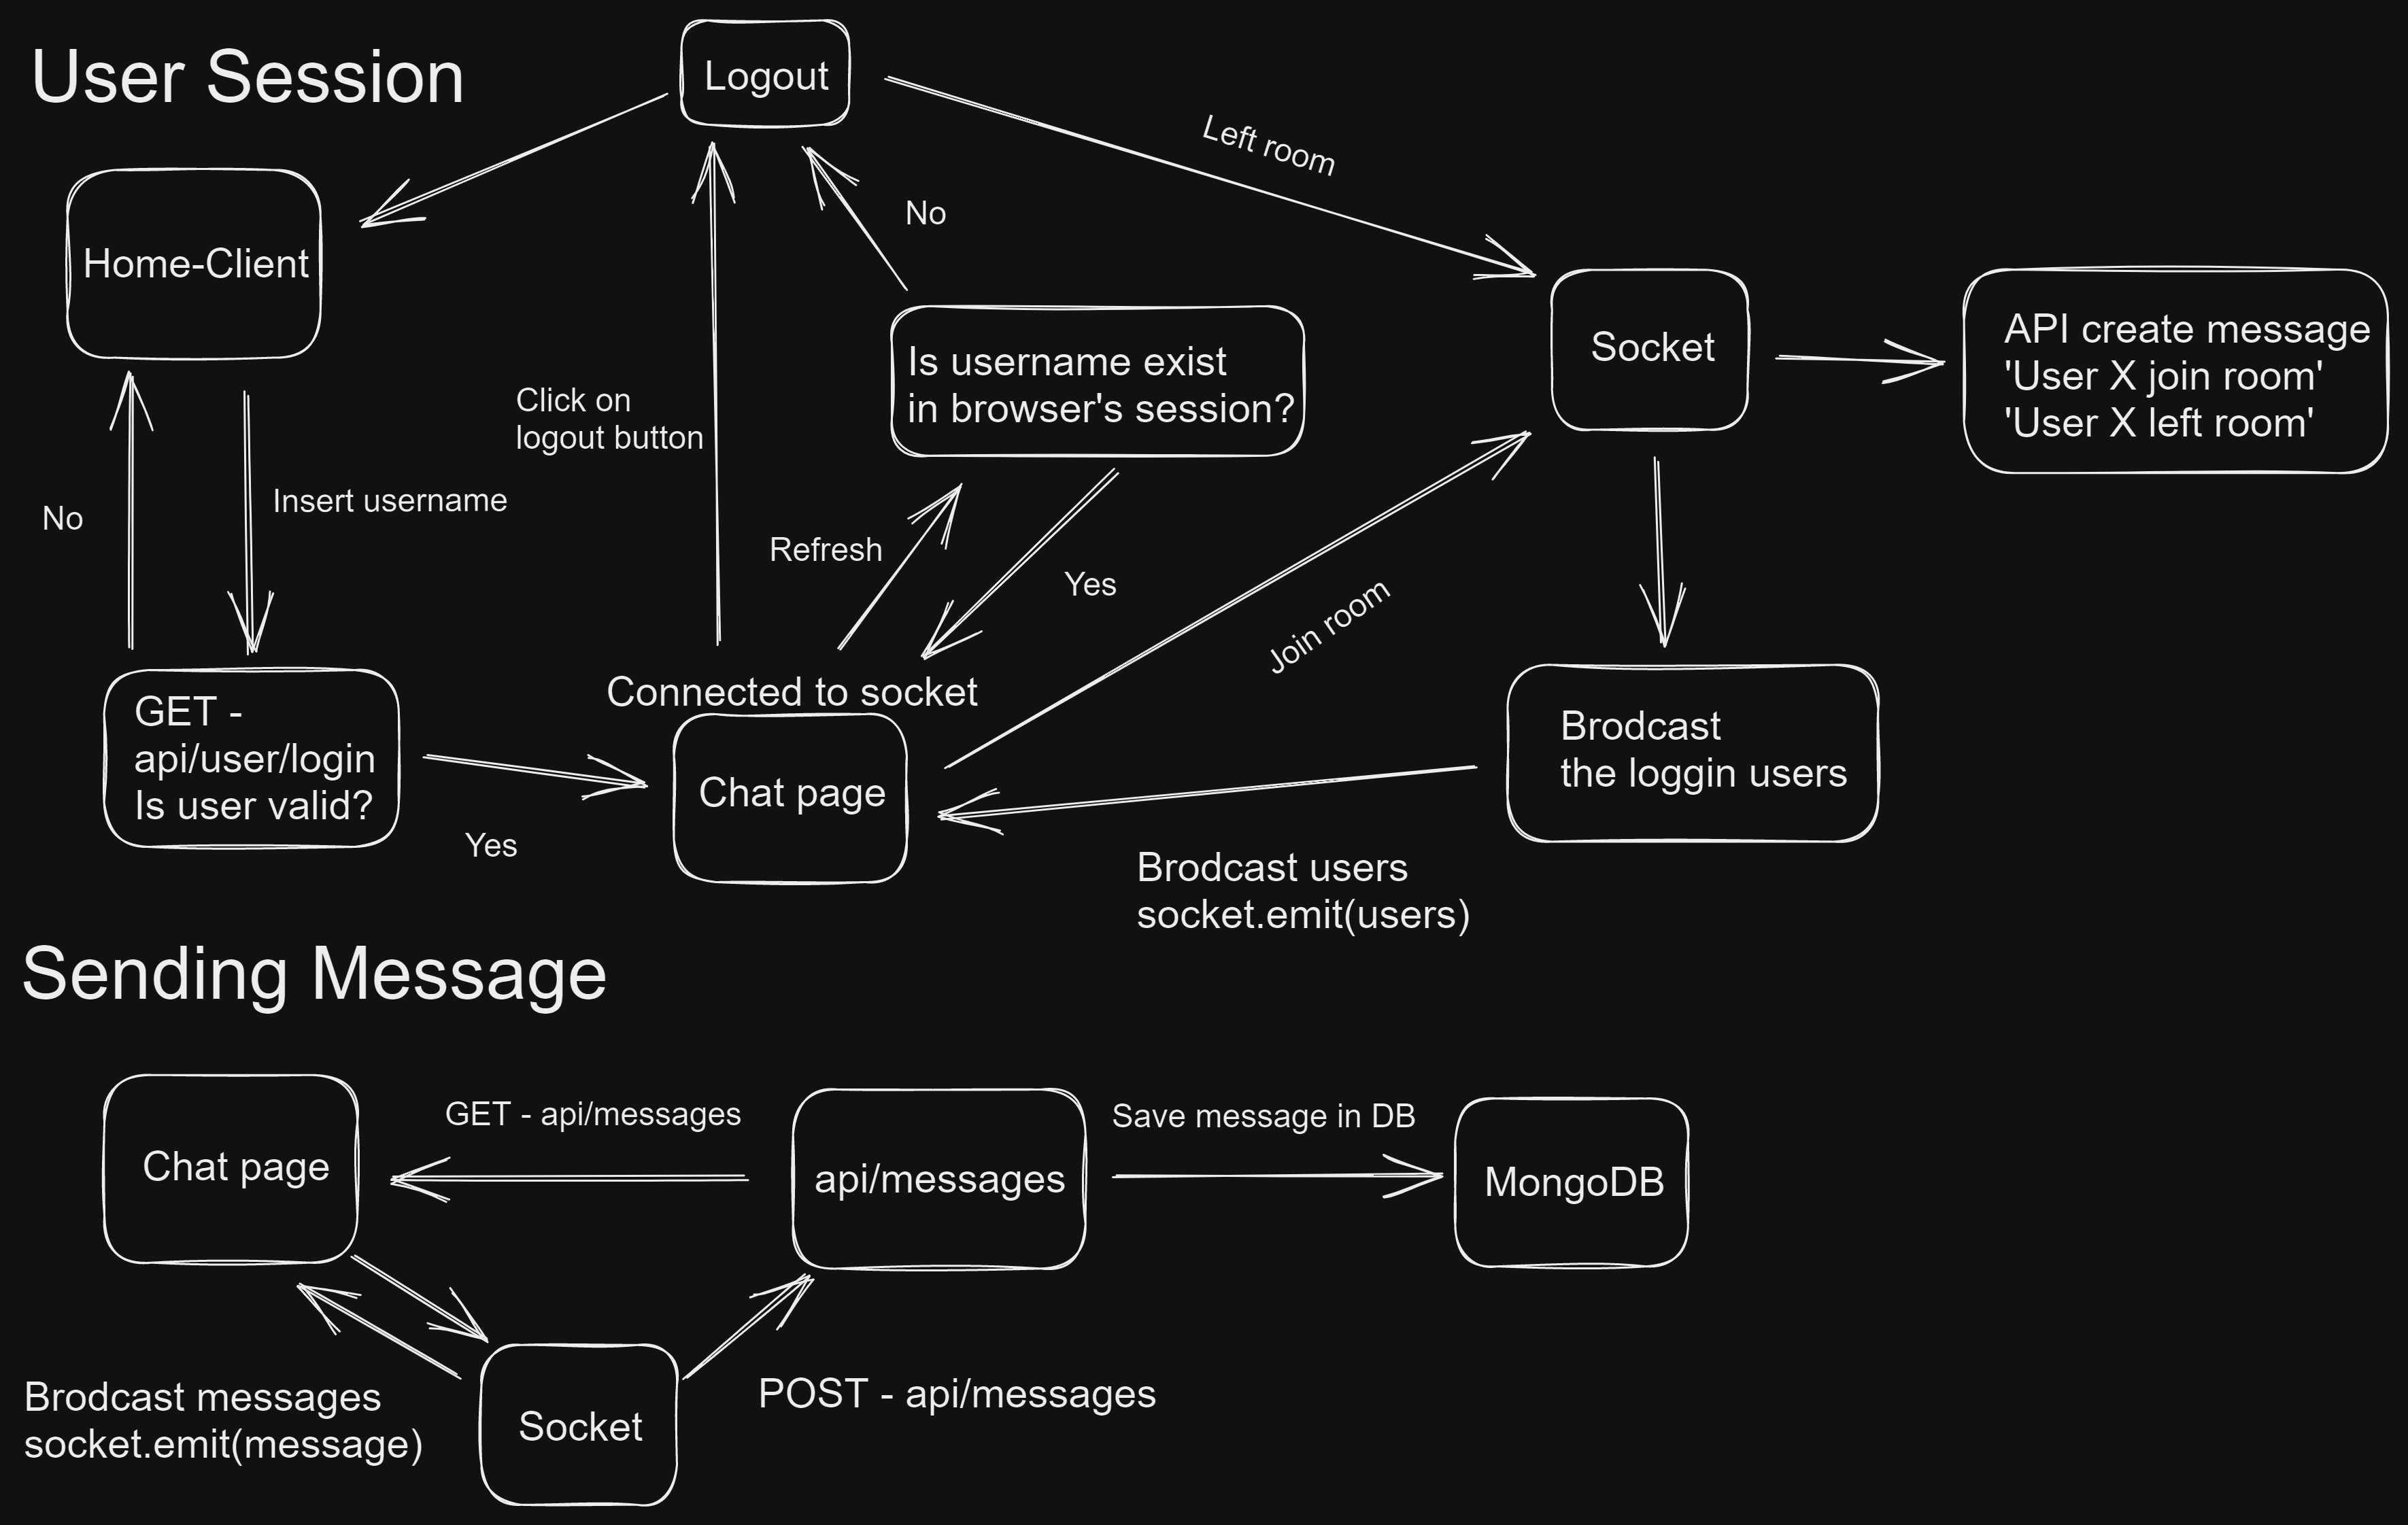 User Session
Logout
Left room
No
Home-Client
Is username exist
in browser's session?
Socket
API create message
'User X join room'
'User X left room'
Click on
logout button
No
Insert username
Refresh
Yes
Join room
Connected to socket
GET -
api/user/login
Is user valid?
Yes
Chat page
Brodcast
the loggin users
Brodcast users
socket.emit(users)
Sending Message
Chat page
GET - api/messages
api/messages
Save message in DB
MongoDB
Brodcast messages
socket.emit(message)
Socket
POST - api/messages